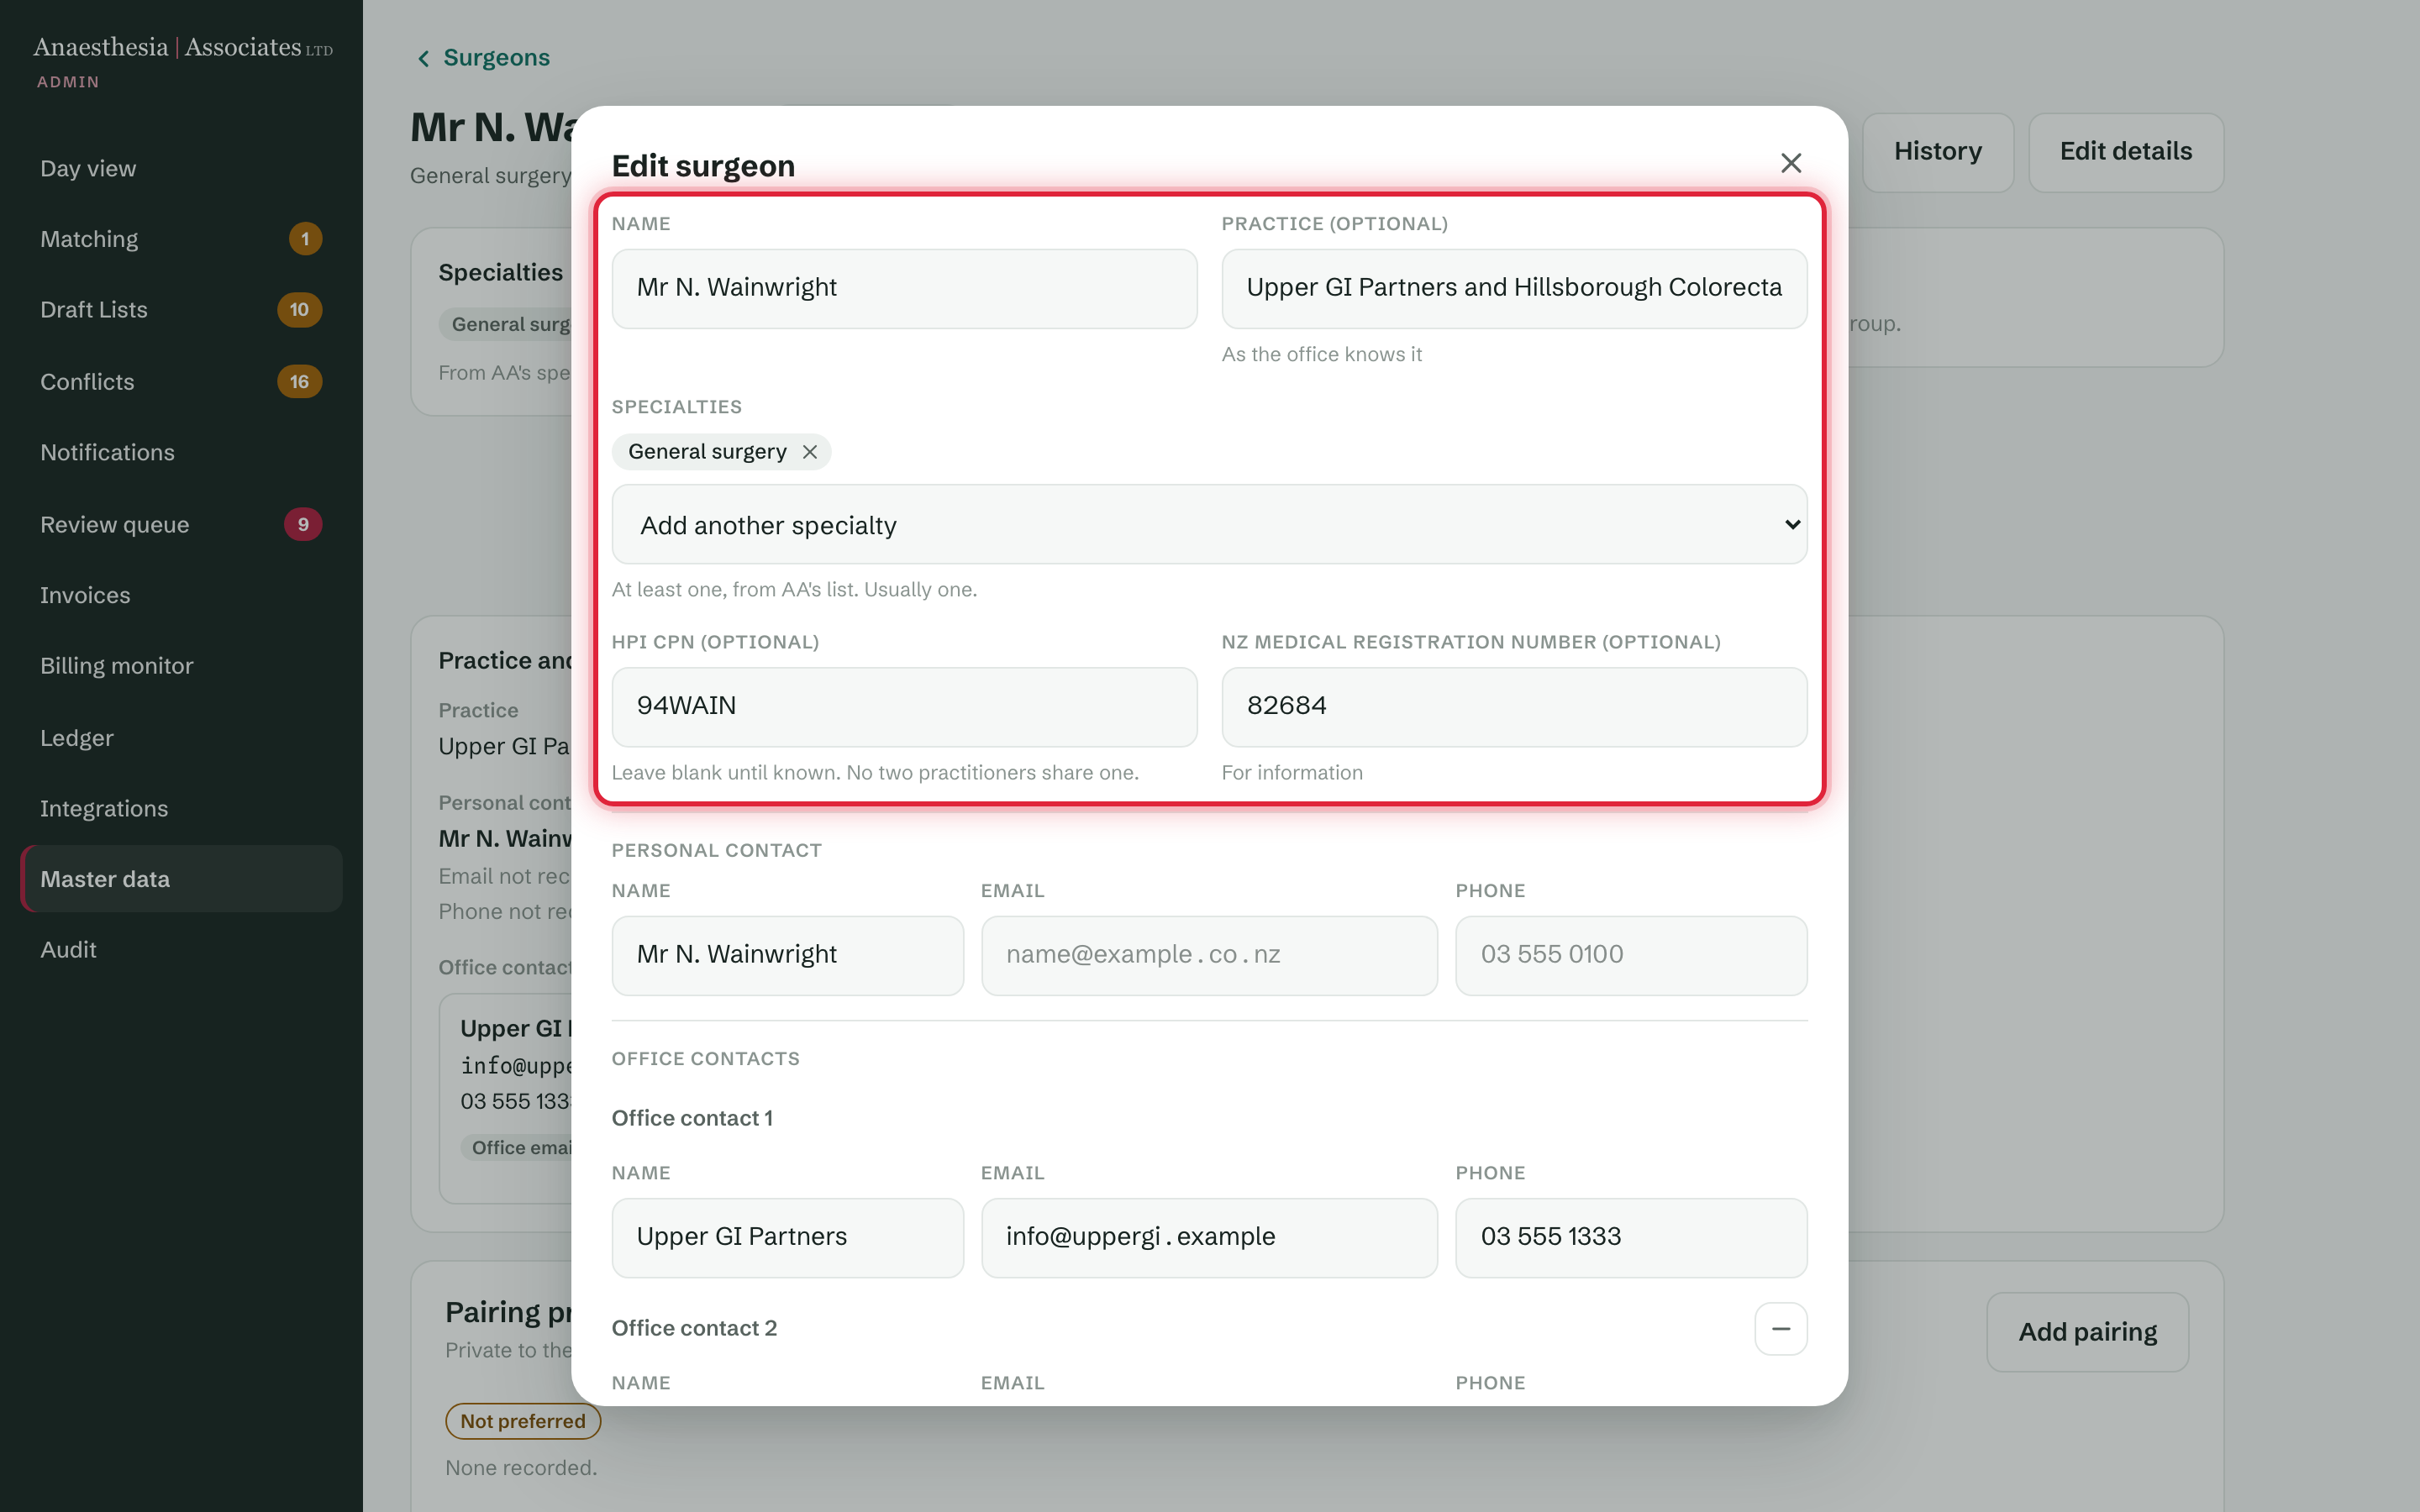 Anaesthesia | Associates LTD
ADMIN
Day view
Matching 1
Draft Lists 10
Conflicts 16
Notifications
Review queue 9
Invoices
Billing monitor
Ledger
Integrations
Master data
Audit
Surgeons
Mr N. Wa
General surgery
History
Edit details
Specialties
General surg
From AA's spe
roup.
Practice and
Practice
Upper GI Pa
Personal cont
Mr N. Wainw
Email not rec
Phone not rec
Office contact
Upper GI
info@uppe
03 555 133
Office emai
Pairing pr
Private to the
Add pairing
Not preferred
None recorded.
Edit surgeon
NAME
Mr N. Wainwright
PRACTICE (OPTIONAL)
Upper GI Partners and Hillsborough Colorecta
As the office knows it
SPECIALTIES
General surgery
Add another specialty
At least one, from AA's list. Usually one.
HPI CPN (OPTIONAL)
94WAIN
Leave blank until known. No two practitioners share one.
NZ MEDICAL REGISTRATION NUMBER (OPTIONAL)
82684
For information
PERSONAL CONTACT
NAME EMAIL PHONE
Mr N. Wainwright name@example.co.nz 03 555 0100
OFFICE CONTACTS
Office contact 1
NAME EMAIL PHONE
Upper GI Partners info@uppergi.example 03 555 1333
Office contact 2
NAME EMAIL PHONE